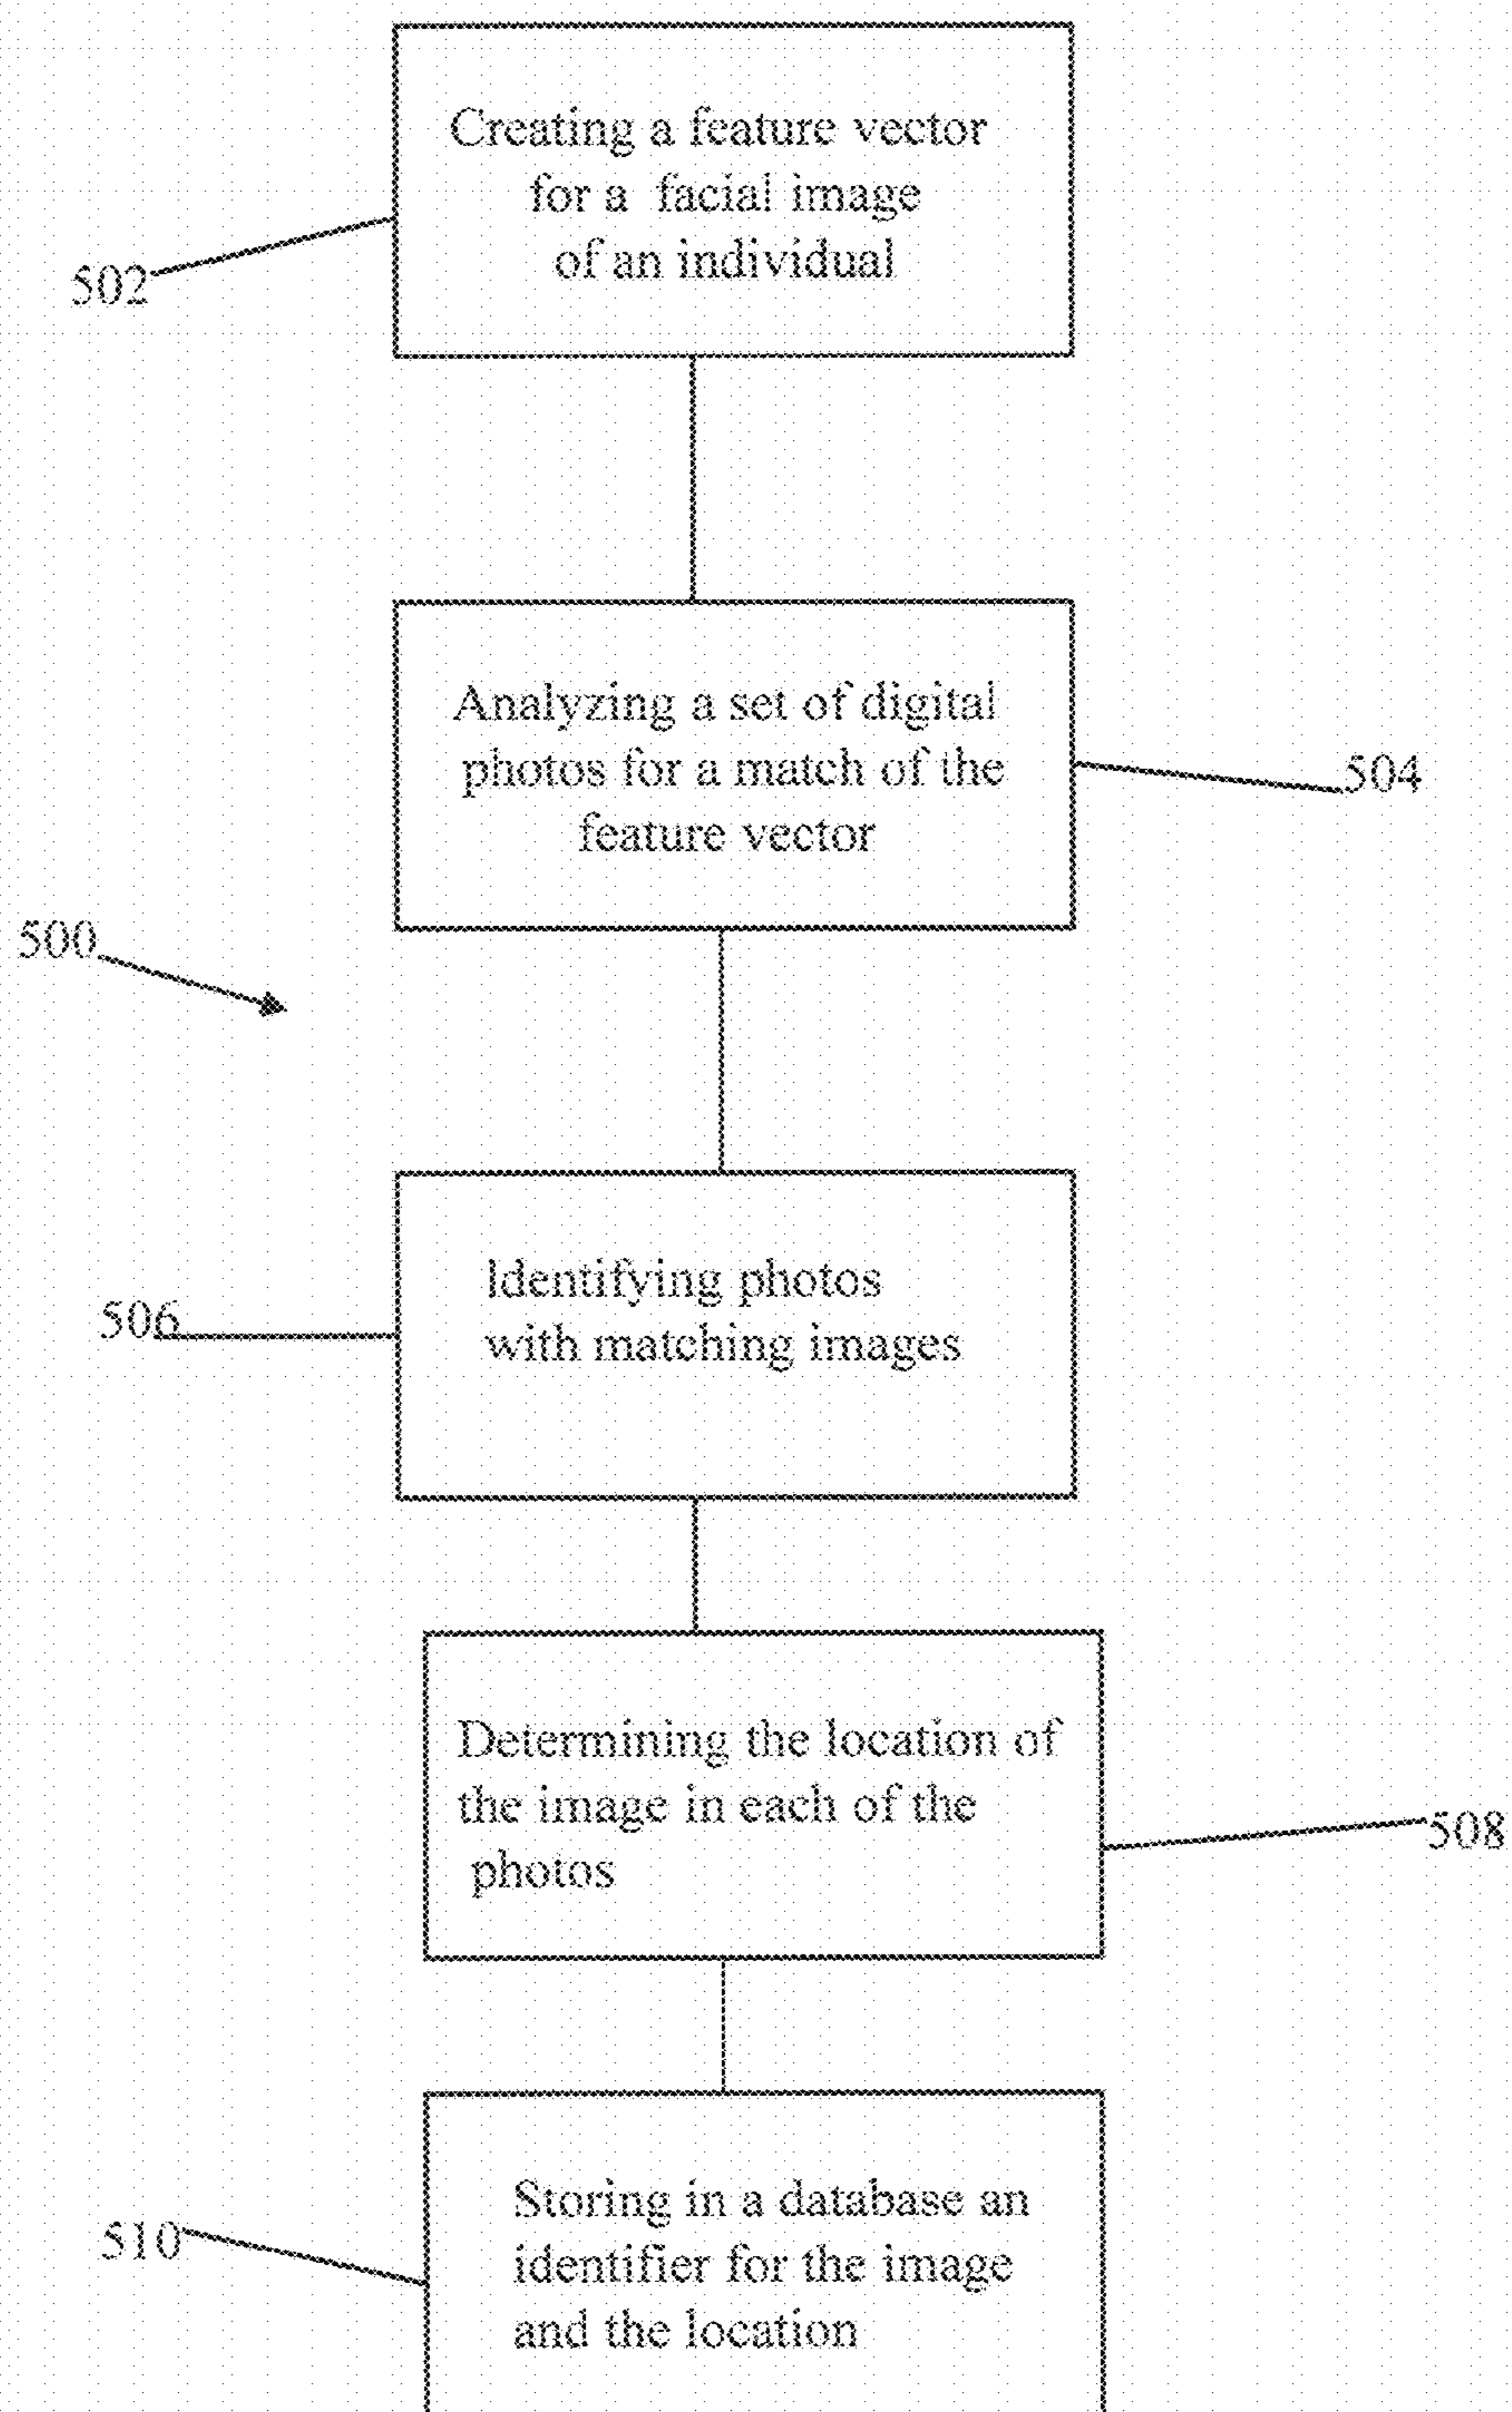 Creating a feature vector
for a facial image
of an individual
502
Analyzing a set of digital
photos for a match of the
feature vector
504
500
Identifying photos
with matching images
506
Determining the location of
the image in each of the
photos
508
Storing in a database an
identifier for the image
and the location
510